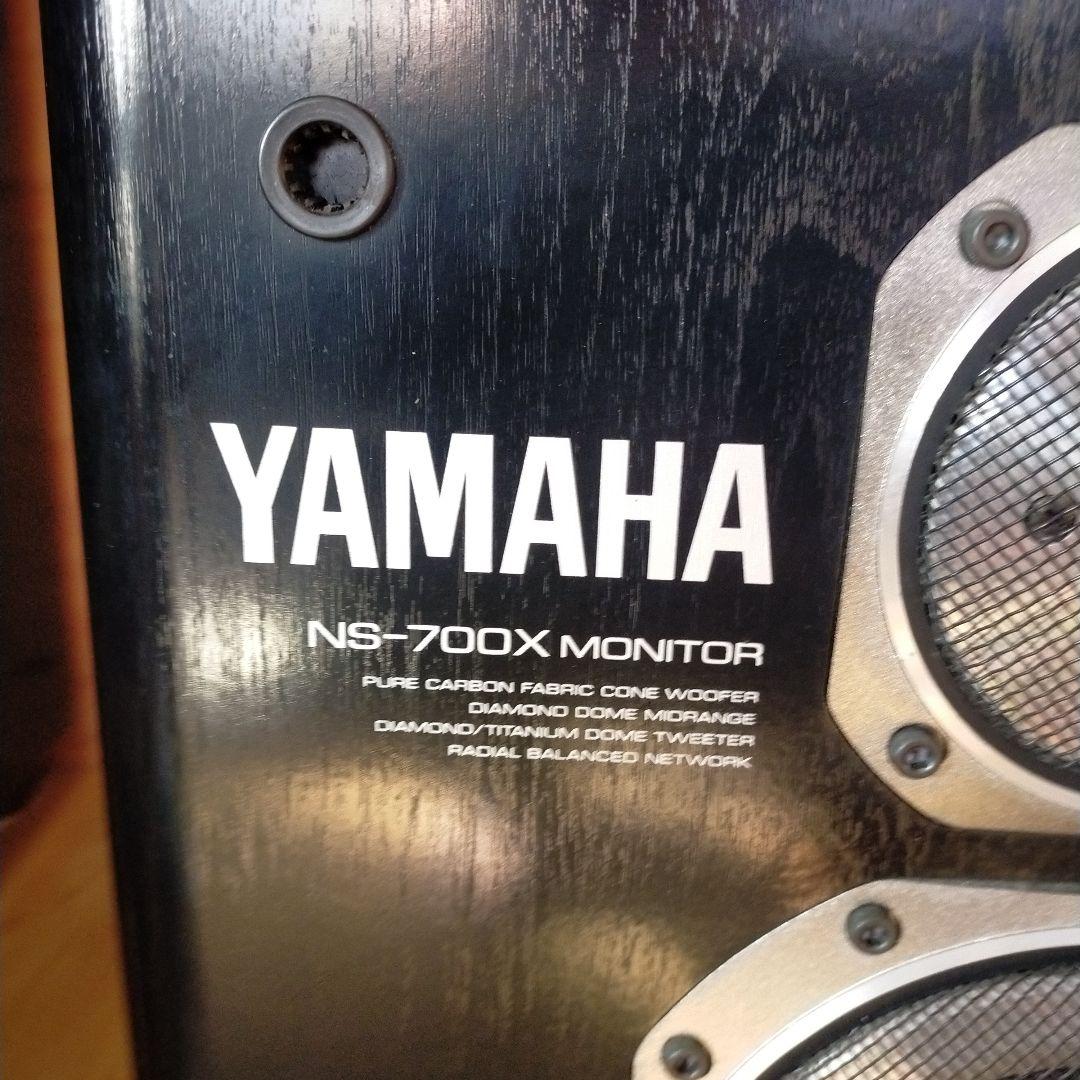 YAMAHA
NS-700X MONITOR
PURE CARBON FABRIC CONE WOOFER
DIAMOND DOME MIDRANGE
DIAMOND/TITANIUM DOME TWEETER
RADIAL BALANCED NETWORK